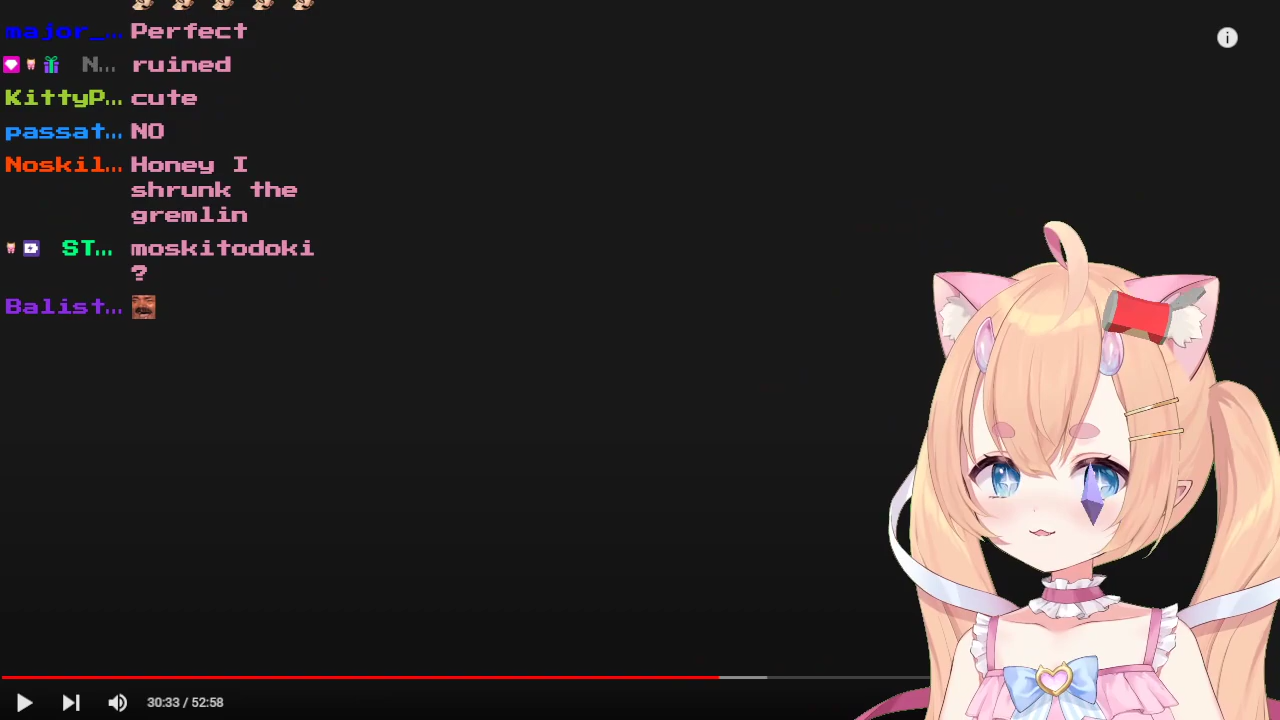 major_... Perfect
N... ruined
KittyP... cute
passat... NO
Noskil... Honey I
shrunk the
gremlin
ST... moskitodoki
?
Balist...
30:33 / 52:58